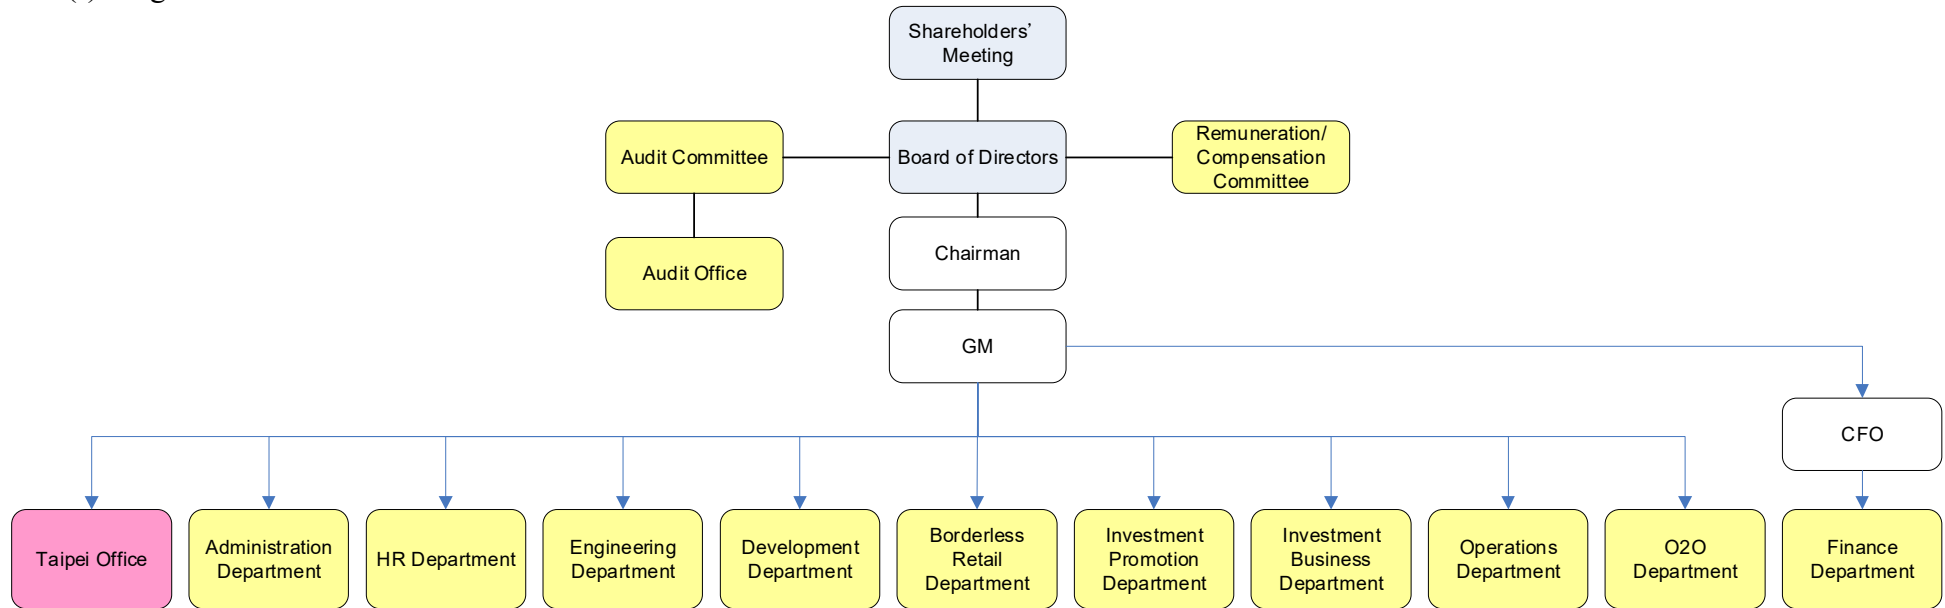 Shareholders’
Meeting
Audit Committee
Board of Directors
Remuneration/
Compensation
Committee
Chairman
Audit Office
GM
CFO
Taipei Office
Administration
Department
HR Department
Engineering
Department
Development
Department
Borderless
Retail
Department
Investment
Promotion
Department
Investment
Business
Department
Operations
Department
O2O
Department
Finance
Department